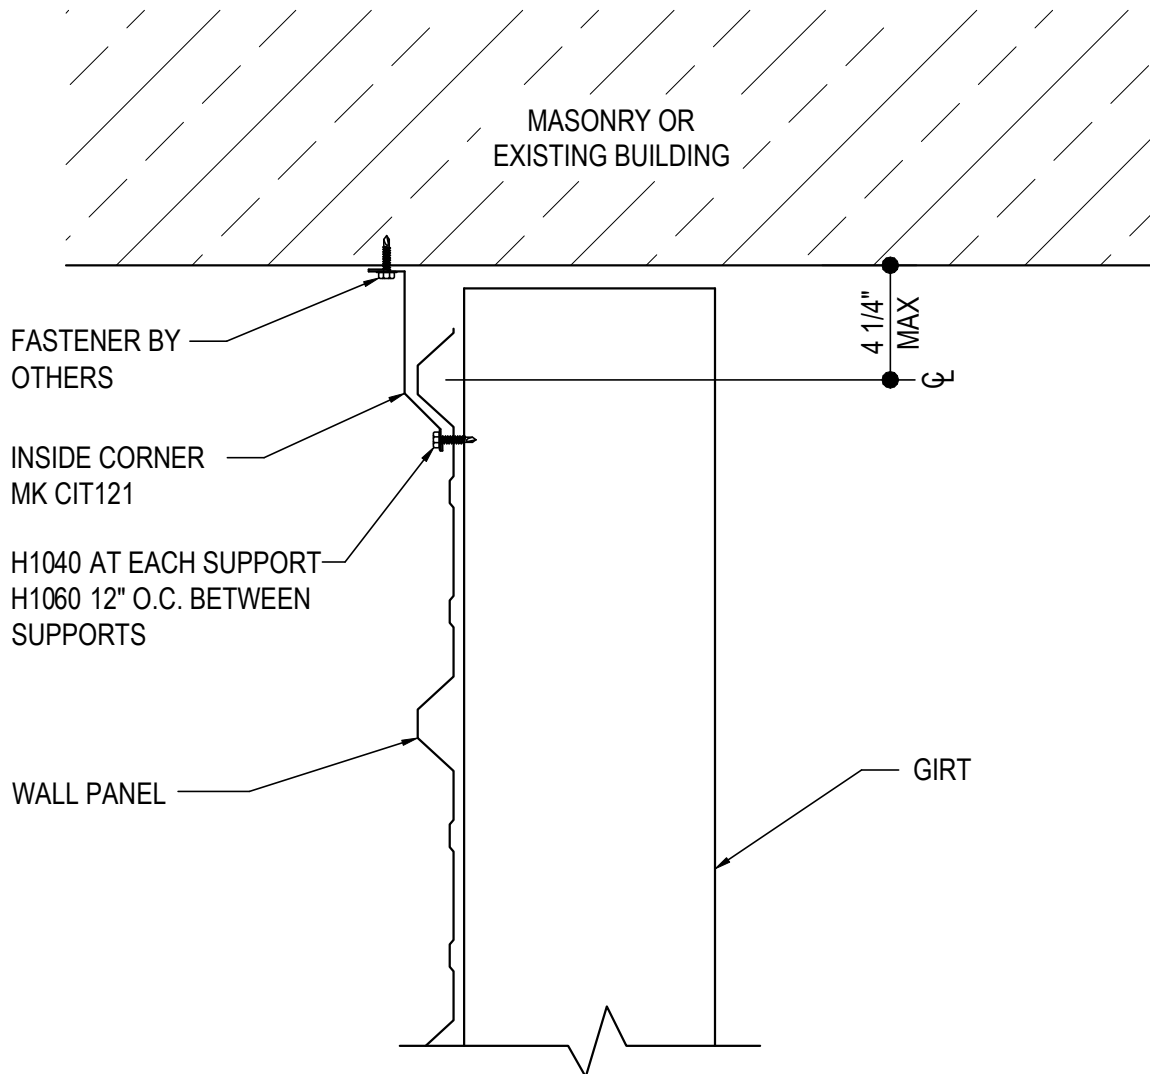 MASONRY OR
EXISTING BUILDING
4 1/4"
MAX
℄
FASTENER BY
OTHERS
INSIDE CORNER
MK CIT121
H1040 AT EACH SUPPORT
H1060 12" O.C. BETWEEN
SUPPORTS
WALL PANEL
GIRT